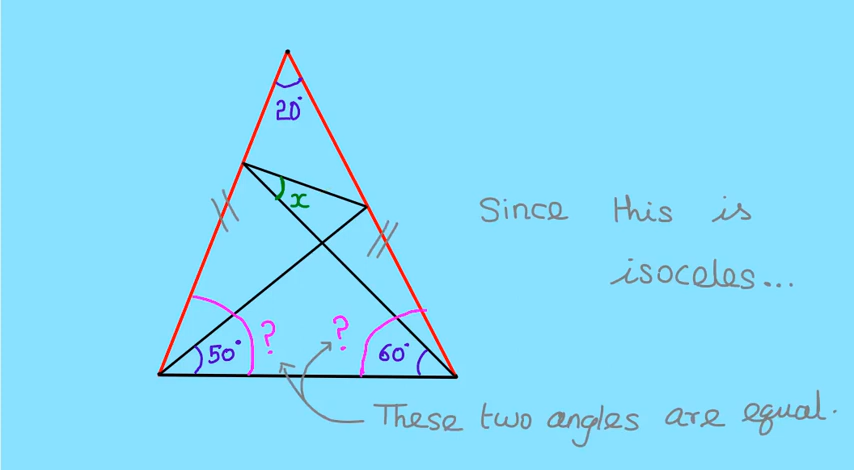 20°
x
Since this is
isoceles...
? ?
50° 60°
These two angles are equal.